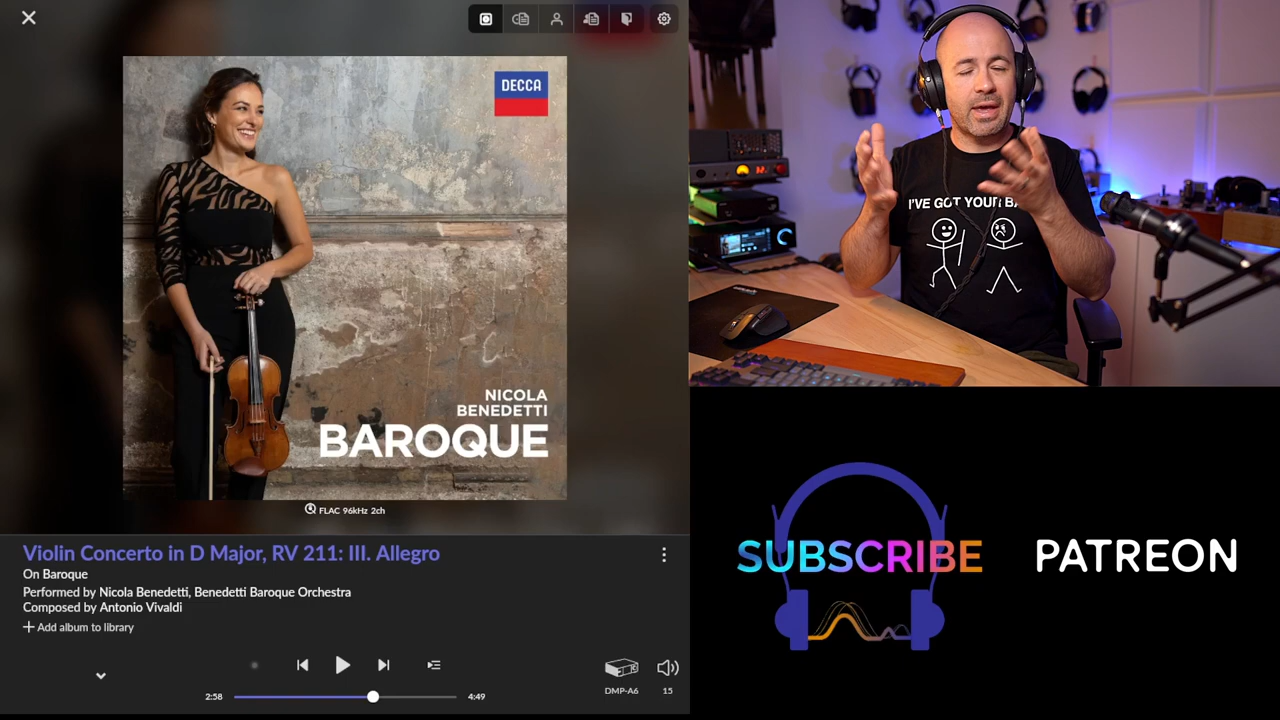 DECCA
NICOLA
BENEDETTI
BAROQUE
FLAC 96kHz 2ch
Violin Concerto in D Major, RV 211: III. Allegro
On Baroque
Performed by Nicola Benedetti, Benedetti Baroque Orchestra
Composed by Antonio Vivaldi
Add album to library
2:58
4:49
DMP-A6
15
I'VE GOT YOUR BA
SUBSCRIBE
PATREON